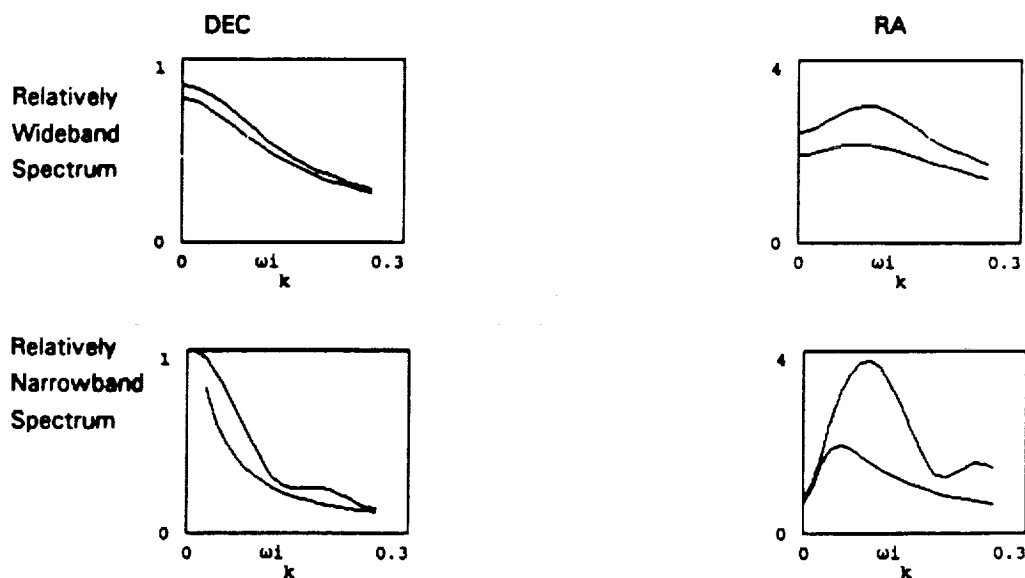 DEC
RA
Relatively
Wideband
Spectrum
1
0
0 ωi 0.3
k
4
0
0 ωi 0.3
k
Relatively
Narrowband
Spectrum
1
0
0 ωi 0.3
k
4
0
0 ωi 0.3
k